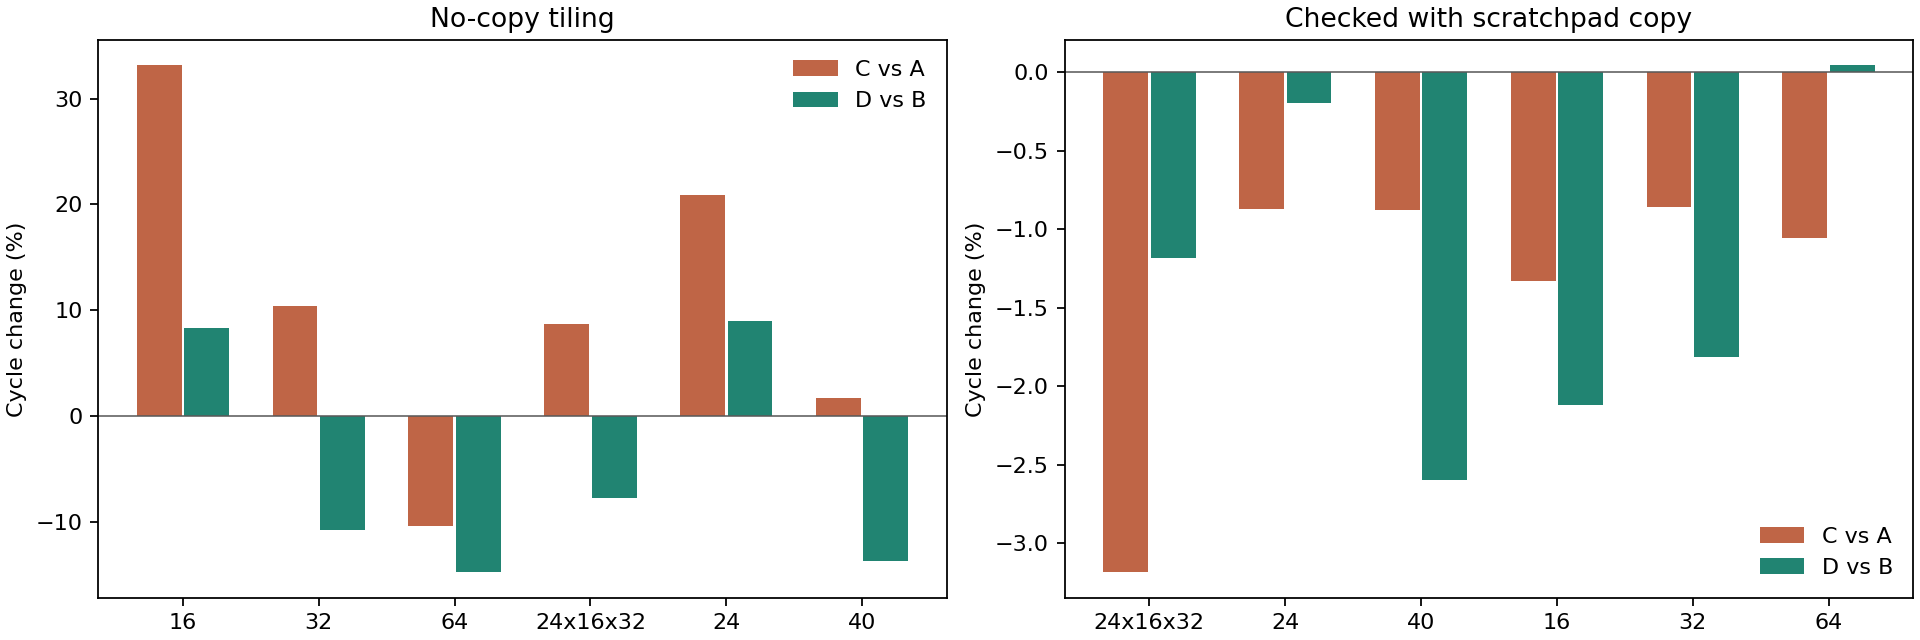 No-copy tiling
C vs A
D vs B
Cycle change (%)
30
20
10
0
−10
16
32
64
24x16x32
24
40
Checked with scratchpad copy
Cycle change (%)
0.0
−0.5
−1.0
−1.5
−2.0
−2.5
−3.0
C vs A
D vs B
24x16x32
24
40
16
32
64